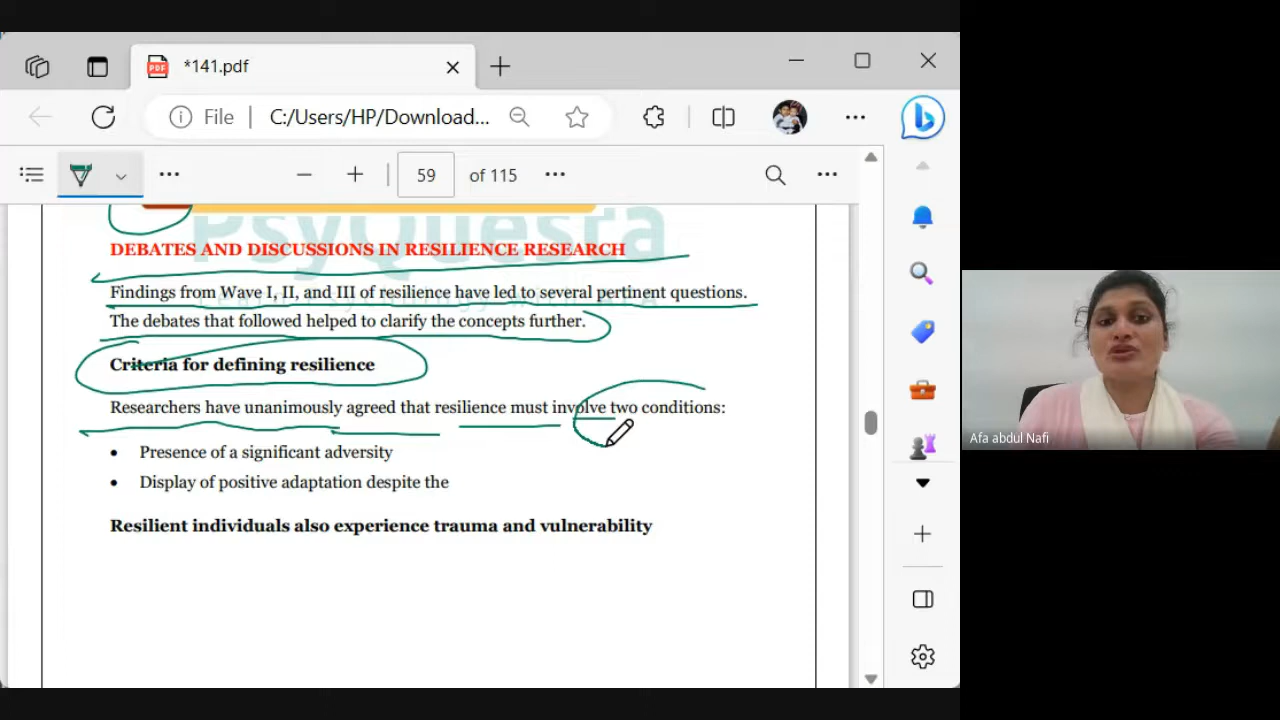 *141.pdf
File
C:/Users/HP/Download...
59 of 115
PsyQuesta
DEBATES AND DISCUSSIONS IN RESILIENCE RESEARCH
Findings from Wave I, II, and III of resilience have led to several pertinent questions.
The debates that followed helped to clarify the concepts further.
Criteria for defining resilience
Researchers have unanimously agreed that resilience must involve two conditions:
• Presence of a significant adversity
• Display of positive adaptation despite the
Resilient individuals also experience trauma and vulnerability
Afa abdul Nafi